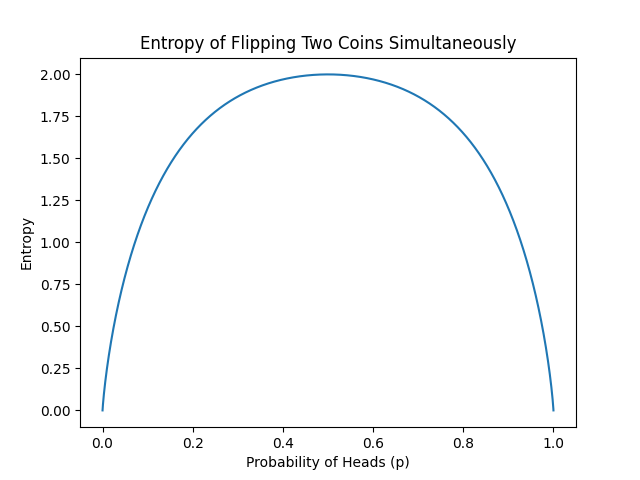 Entropy of Flipping Two Coins Simultaneously
2.00
1.75
1.50
1.25
1.00
0.75
0.50
0.25
0.00
Entropy
0.0 0.2 0.4 0.6 0.8 1.0
Probability of Heads (p)